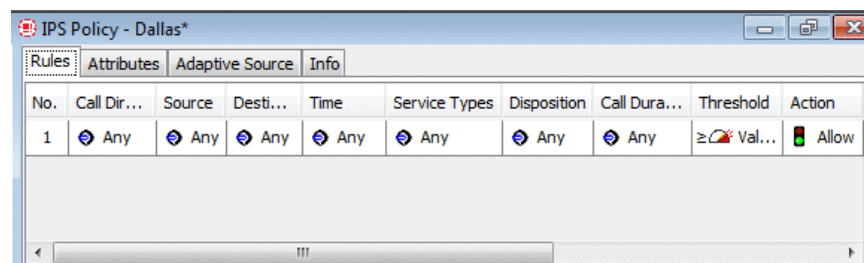 IPS Policy - Dallas*
Rules Attributes Adaptive Source Info
No. Call Dir... Source Desti... Time Service Types Disposition Call Dura... Threshold Action
1 Any Any Any Any Any Any Any ≥ Val... Allow